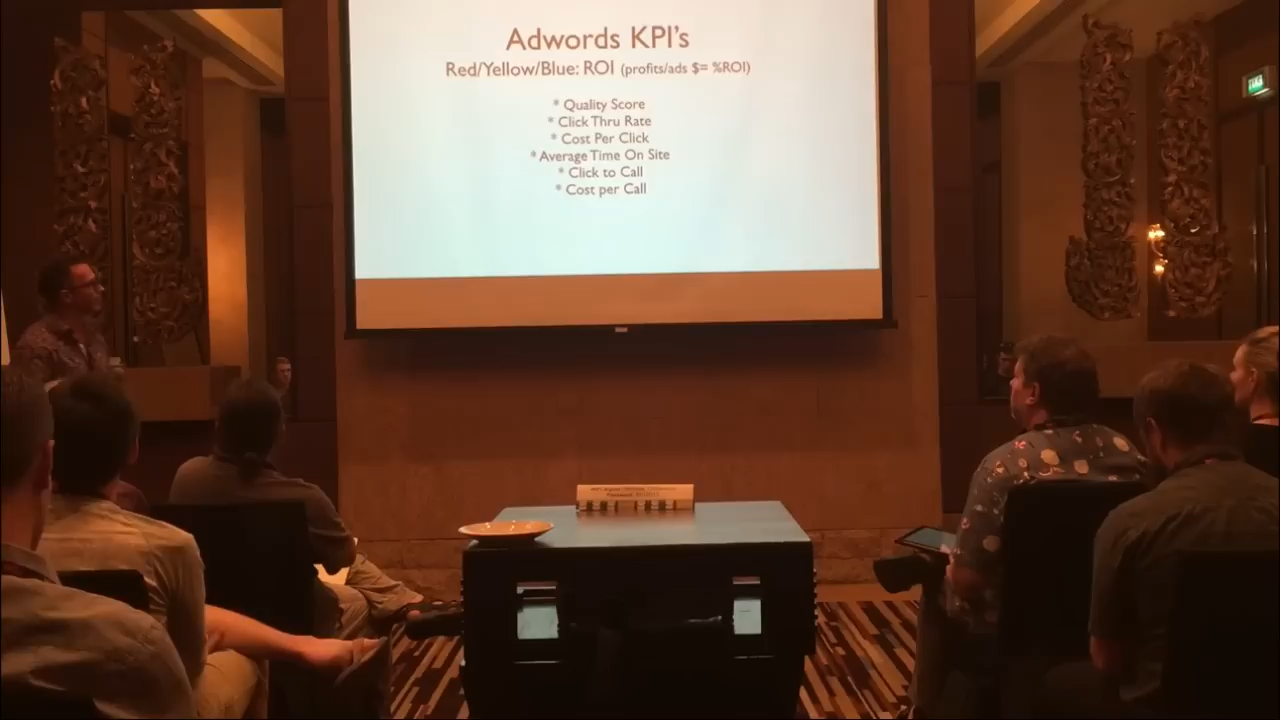 Adwords KPI's
Red/Yellow/Blue: ROI (profits/ads $= %ROI)
* Quality Score
* Click Thru Rate
* Cost Per Click
* Average Time On Site
* Click to Call
* Cost per Call